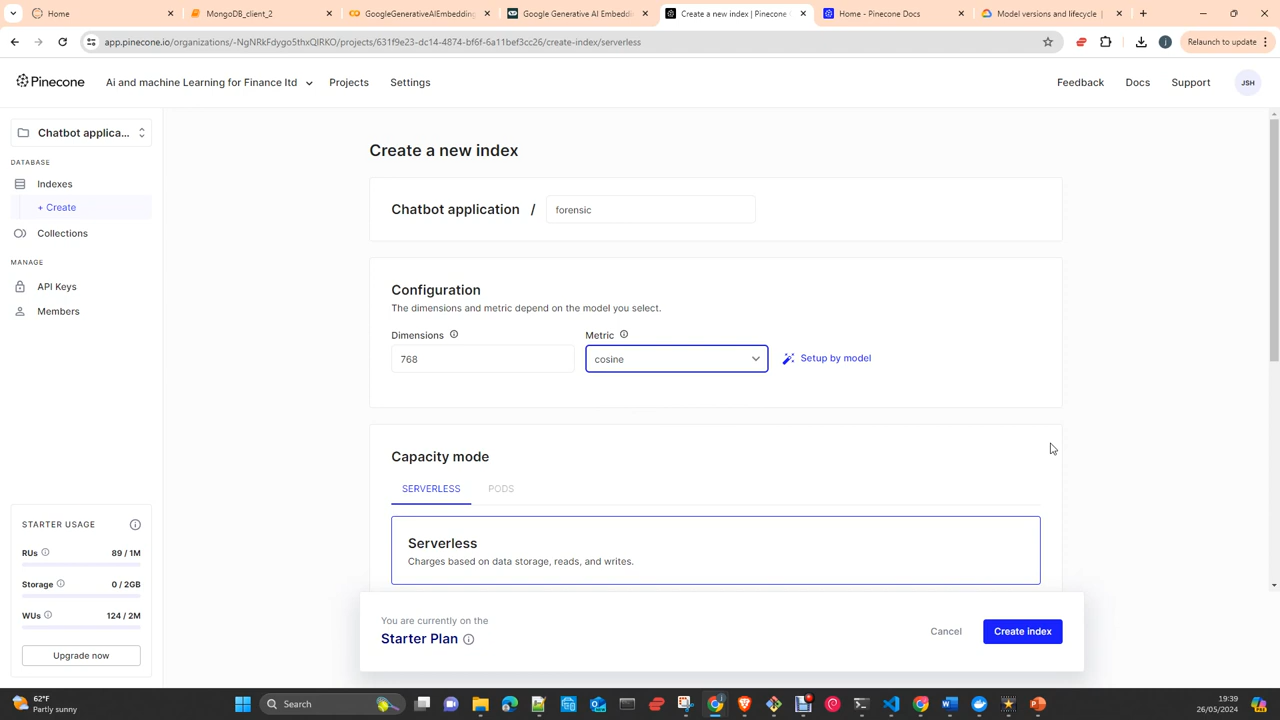 Home
MongoDB_client_2
GoogleGenerativeAIEmbedding
Google Generative AI Embeddi
Create a new index | Pinecone
Home - Pinecone Docs
Model versions and lifecycle |
app.pinecone.io/organizations/-NgNRkFdygo5thxQIRKO/projects/631f9e23-dc14-4874-bf6f-6a11bef3cc26/create-index/serverless
Relaunch to update
Pinecone
Ai and machine Learning for Finance ltd
Projects
Settings
Feedback
Docs
Support
JSH
Chatbot applica...
DATABASE
Indexes
+ Create
Collections
MANAGE
API Keys
Members
Create a new index
Chatbot application / forensic
Configuration
The dimensions and metric depend on the model you select.
Dimensions
Metric
768
cosine
Setup by model
Capacity mode
SERVERLESS
PODS
Serverless
Charges based on data storage, reads, and writes.
STARTER USAGE
RUs 89 / 1M
Storage 0 / 2GB
WUs 124 / 2M
Upgrade now
You are currently on the
Starter Plan
Cancel
Create index
62°F
Partly sunny
Search
19:39
26/05/2024